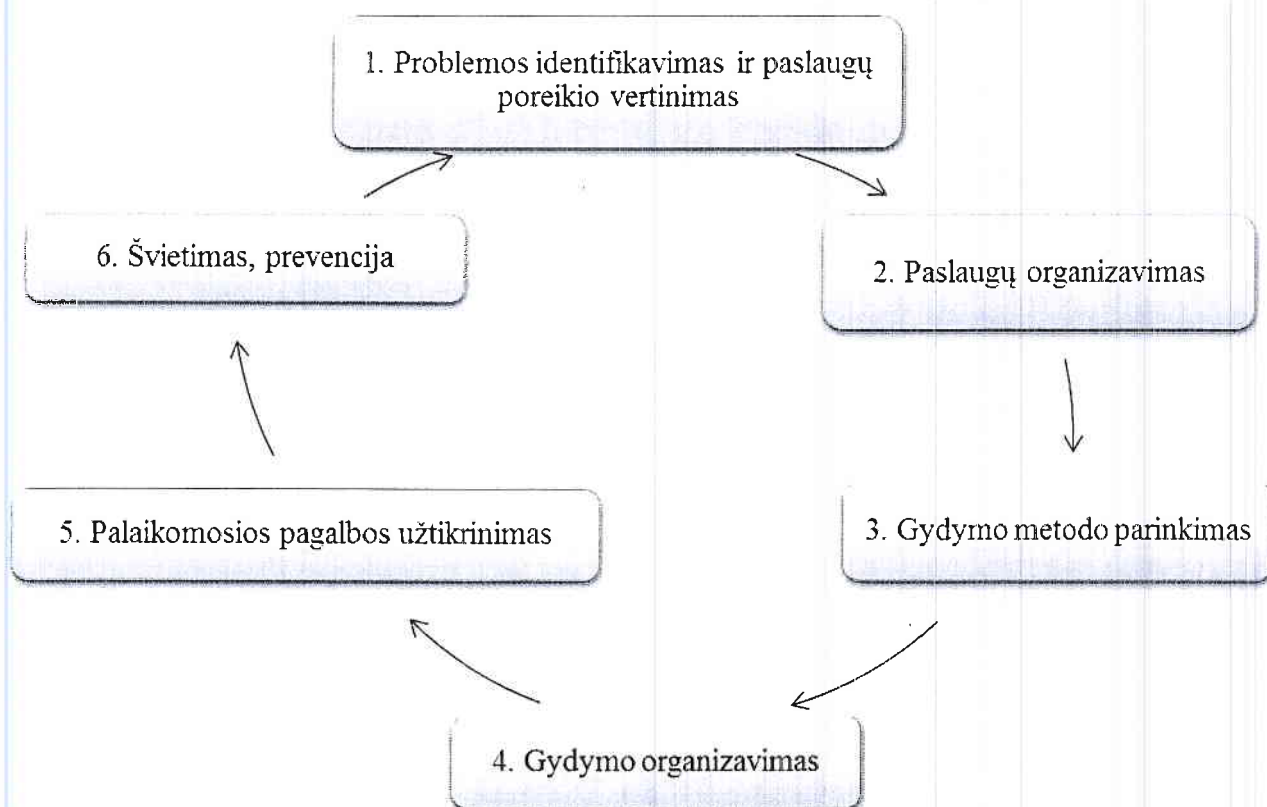 1. Problemos identifikavimas ir paslaugų
poreikio vertinimas
2. Paslaugų organizavimas
3. Gydymo metodo parinkimas
4. Gydymo organizavimas
5. Palaikomosios pagalbos užtikrinimas
6. Švietimas, prevencija